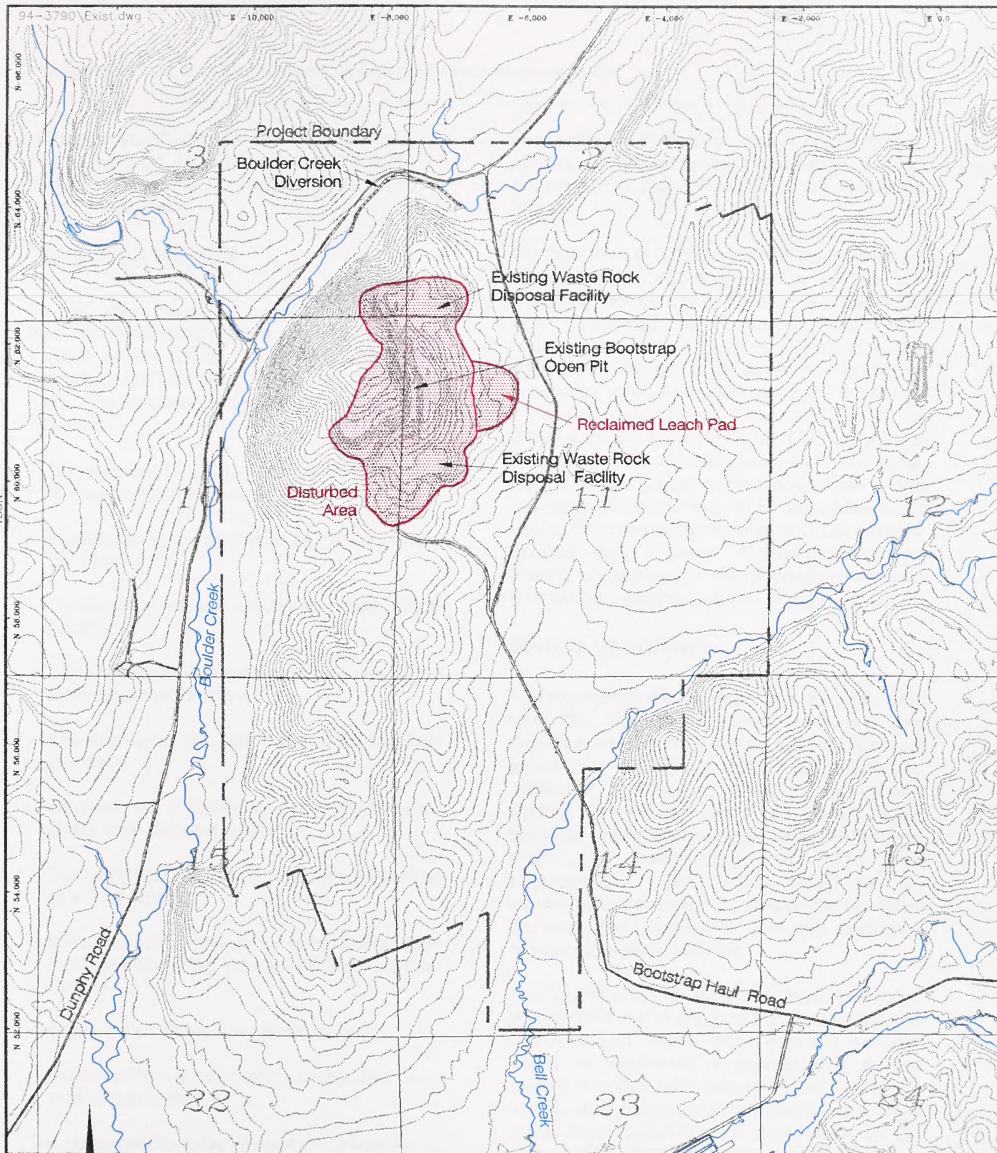 94-3790 Exist.dwg
E -10,000
E -8,000
E -6,000
E -4,000
E -2,000
E 0.0
N 66,000
Project Boundary
3
2
1
Boulder Creek
Diversion
N 64,000
Existing Waste Rock
Disposal Facility
N 62,000
Existing Bootstrap
Open Pit
Reclaimed Leach Pad
Existing Waste Rock
Disposal Facility
N 60,000
Disturbed
Area
11
12
N 58,000
Boulder Creek
N 56,000
15
14
13
N 54,000
Dunphy Road
Bootstrap Haul Road
N 52,000
Bell Creek
22
23
24